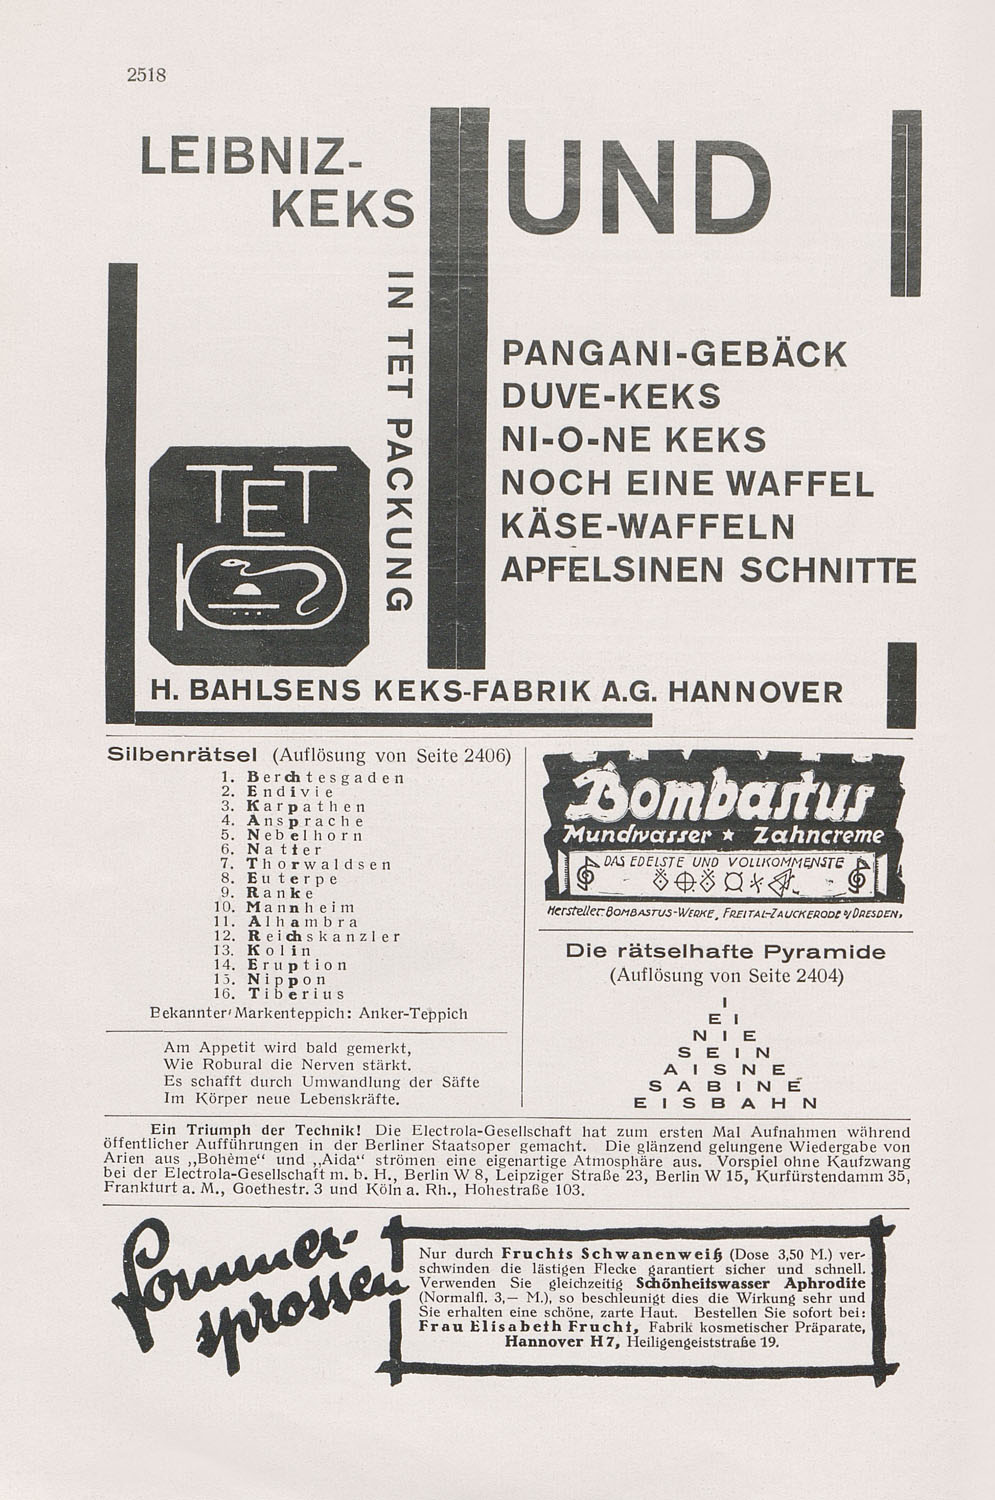 2518
LEIBNIZ-
KEKS
UND
IN TET PACKUNG
TET
PANGANI-GEBÄCK
DUVE-KEKS
NI-O-NE KEKS
NOCH EINE WAFFEL
KÄSE-WAFFELN
APFELSINEN SCHNITTE
H. BAHLSENS KEKS-FABRIK A.G. HANNOVER
Silbenrätsel (Auflösung von Seite 2406)
1. Berchtesgaden
2. Endivie
3. Karpathen
4. Ansprache
5. Nebelhorn
6. Natter
7. Thorwaldsen
8. Euterpe
9. Ranke
10. Mannheim
11. Alhambra
12. Reichskanzler
13. Kolin
14. Eruption
15. Nippon
16. Tiberius
Bekannter Markenteppich: Anker-Teppich
Am Appetit wird bald gemerkt,
Wie Robural die Nerven stärkt.
Es schafft durch Umwandlung der Säfte
Im Körper neue Lebenskräfte.
Bombastus
Mundwasser ★ Zahncreme
DAS EDELSTE UND VOLLKOMMENSTE
Hersteller: BOMBASTUS-WERKE, FREITAL-ZAUCKERODE b/ DRESDEN,
Die rätselhafte Pyramide
(Auflösung von Seite 2404)
I
E I
N I E
S E I N
A I S N E
S A B I N E
E I S B A H N
Ein Triumph der Technik! Die Electrola-Gesellschaft hat zum ersten Mal Aufnahmen während
öffentlicher Aufführungen in der Berliner Staatsoper gemacht. Die glänzend gelungene Wiedergabe von
Arien aus „Bohème“ und „Aida“ strömen eine eigenartige Atmosphäre aus. Vorspiel ohne Kaufzwang
bei der Electrola-Gesellschaft m. b. H., Berlin W 8, Leipziger Straße 23, Berlin W 15, Kurfürstendamm 35,
Frankfurt a. M., Goethestr. 3 und Köln a. Rh., Hohestraße 103.
Sommer-
sprossen
Nur durch Fruchts Schwanenweiß (Dose 3,50 M.) ver-
schwinden die lästigen Flecke garantiert sicher und schnell.
Verwenden Sie gleichzeitig Schönheitswasser Aphrodite
(Normalfl. 3,— M.), so beschleunigt dies die Wirkung sehr und
Sie erhalten eine schöne, zarte Haut. Bestellen Sie sofort bei:
Frau Elisabeth Frucht, Fabrik kosmetischer Präparate,
Hannover H 7, Heiligengeiststraße 19.